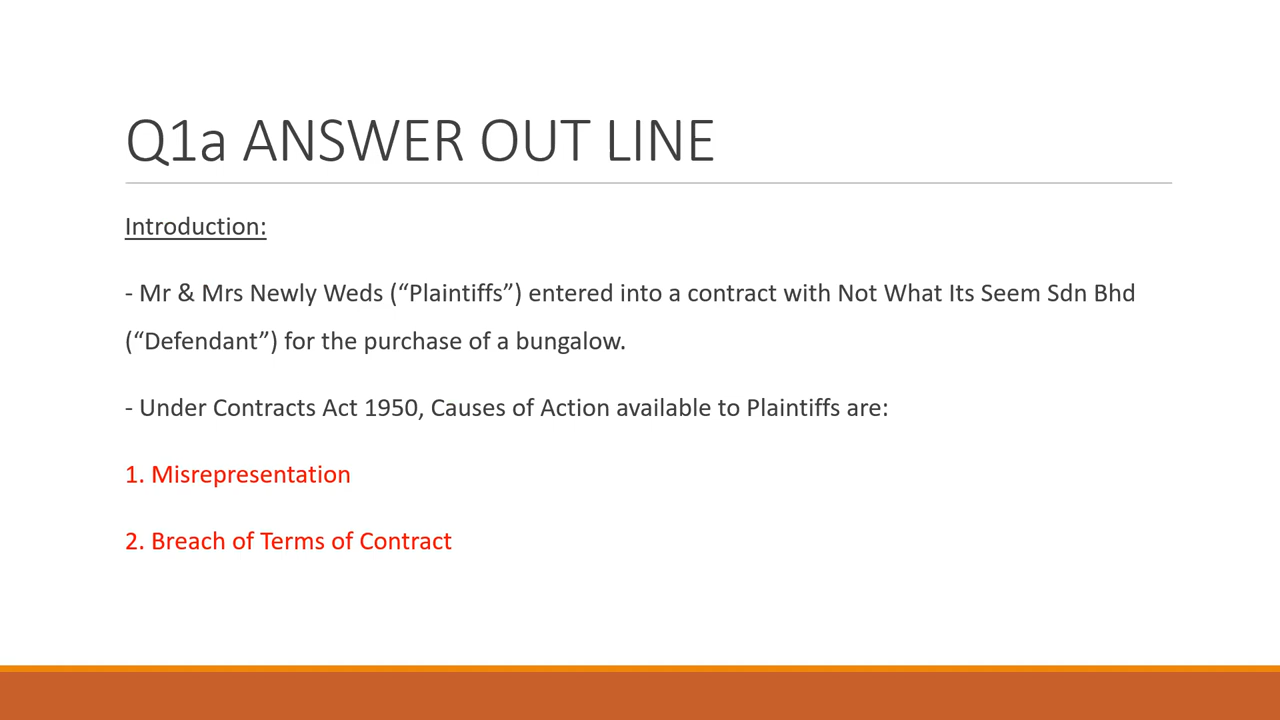 Q1a ANSWER OUT LINE
Introduction:
- Mr & Mrs Newly Weds (“Plaintiffs”) entered into a contract with Not What Its Seem Sdn Bhd
(“Defendant”) for the purchase of a bungalow.
- Under Contracts Act 1950, Causes of Action available to Plaintiffs are:
1. Misrepresentation
2. Breach of Terms of Contract